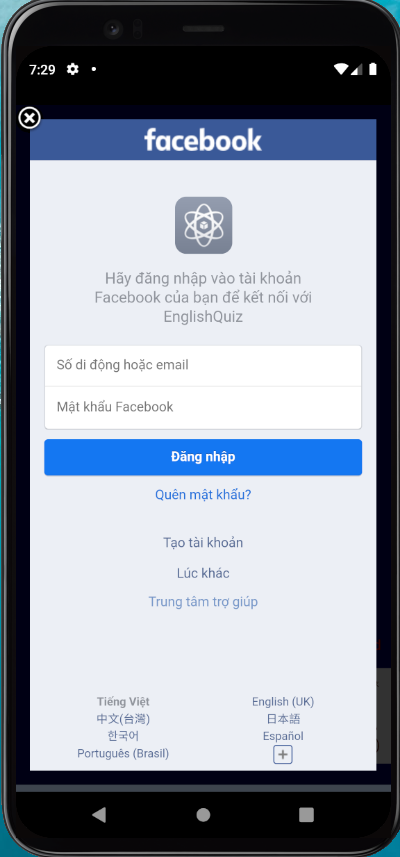 7:29
facebook
Hãy đăng nhập vào tài khoản
Facebook của bạn để kết nối với
EnglishQuiz
Số di động hoặc email
Mật khẩu Facebook
Đăng nhập
Quên mật khẩu?
Tạo tài khoản
Lúc khác
Trung tâm trợ giúp
Tiếng Việt
English (UK)
中文(台灣)
日本語
한국어
Español
Português (Brasil)